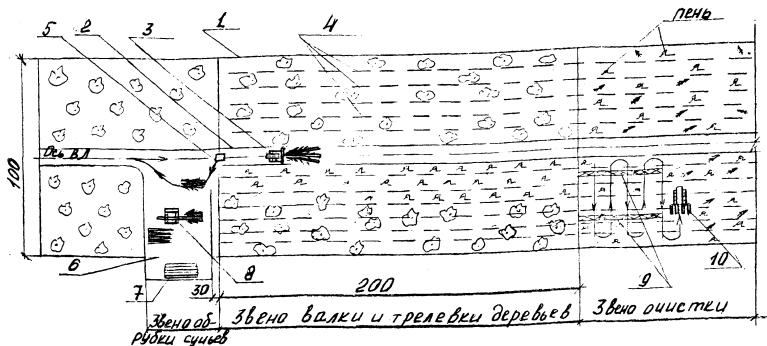 5 2 3 1 4 пень
Ось ВЛ
100
6
7
30
8
200
9 10
Звено об-
рубки сучьев
Звено валки и трелевки деревьев
Звено очистки